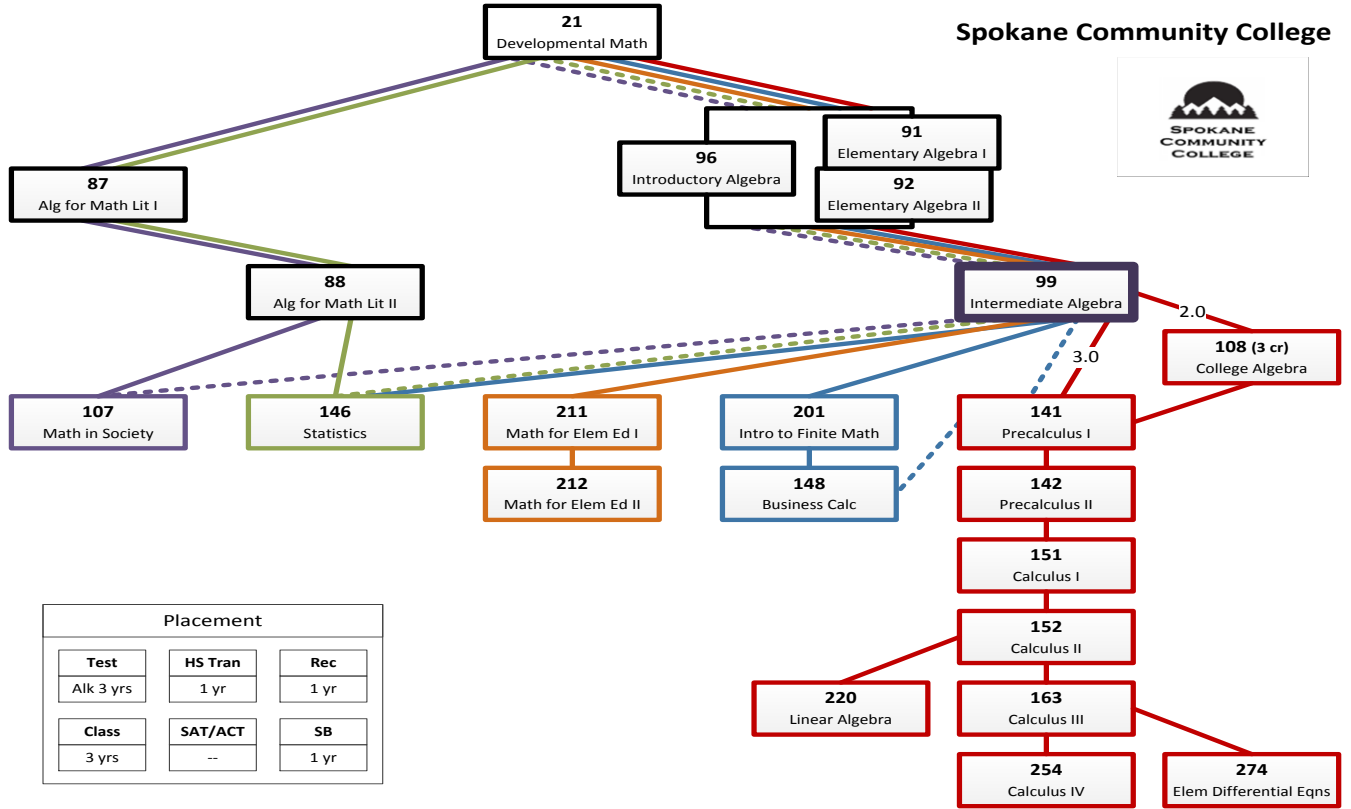 21
Developmental Math
Spokane Community College
SPOKANE
COMMUNITY
COLLEGE
91
Elementary Algebra I
96
Introductory Algebra
92
Elementary Algebra II
87
Alg for Math Lit I
88
Alg for Math Lit II
99
Intermediate Algebra
2.0
3.0
108 (3 cr)
College Algebra
107
Math in Society
146
Statistics
211
Math for Elem Ed I
201
Intro to Finite Math
141
Precalculus I
212
Math for Elem Ed II
148
Business Calc
142
Precalculus II
151
Calculus I
152
Calculus II
220
Linear Algebra
163
Calculus III
254
Calculus IV
274
Elem Differential Eqns
Placement
Test
Alk 3 yrs
HS Tran
1 yr
Rec
1 yr
Class
3 yrs
SAT/ACT
--
SB
1 yr